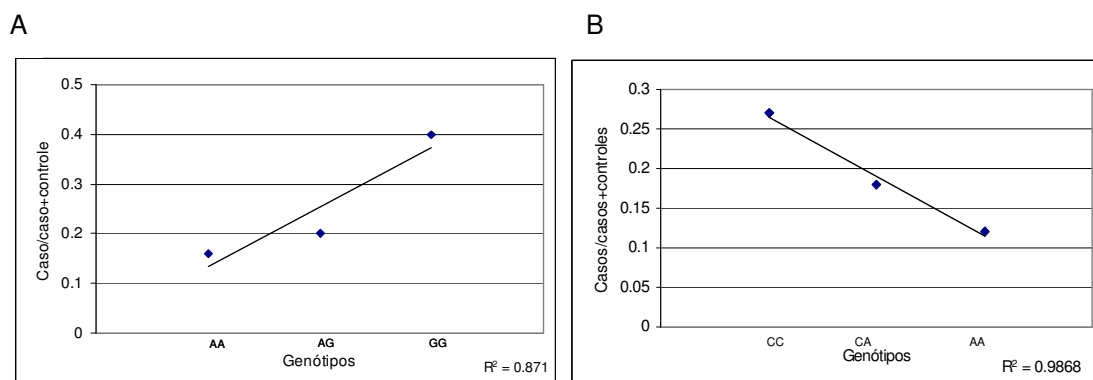 A
0.5
0.4
0.3
0.2
0.1
0
Caso/caso+controle
AA AG GG
Genótipos
R² = 0.871
B
0.3
0.25
0.2
0.15
0.1
0.05
0
Casos/casos+controles
CC CA AA
Genótipos
R² = 0.9868